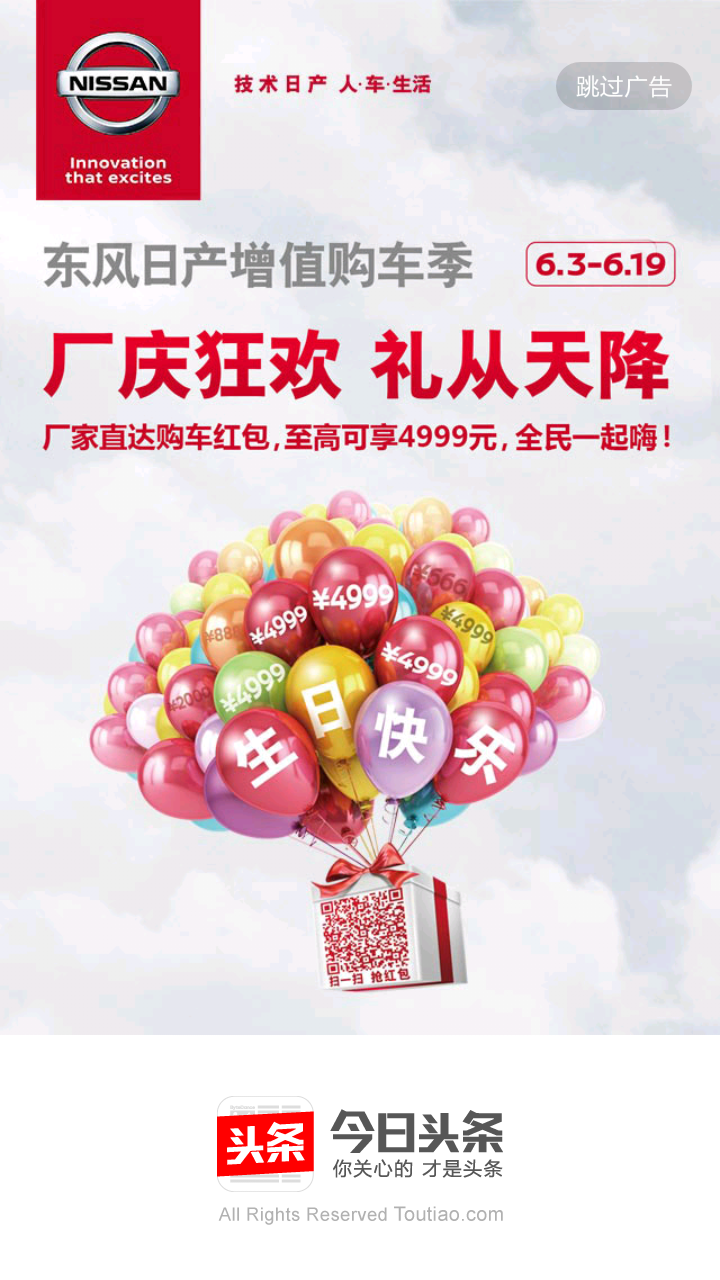 NISSAN
Innovation
that excites
技术日产 人·车·生活
跳过广告
东风日产增值购车季
6.3-6.19
厂庆狂欢 礼从天降
厂家直达购车红包,至高可享4999元,全民一起嗨!
¥4999
¥666
¥4999
¥4999
¥4999
¥4999
¥2000
生日快乐
扫一扫 抢红包
头条
今日头条
你关心的 才是头条
All Rights Reserved Toutiao.com